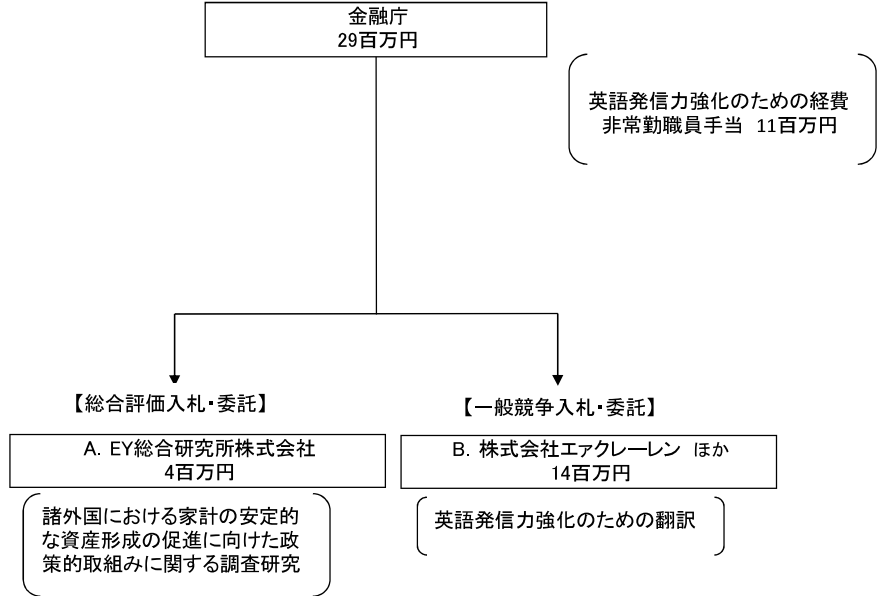 金融庁
29百万円
英語発信力強化のための経費
非常勤職員手当 11百万円
【総合評価入札・委託】
【一般競争入札・委託】
A. EY総合研究所株式会社
4百万円
B. 株式会社エァクレーレン ほか
14百万円
諸外国における家計の安定的
な資産形成の促進に向けた政
策的取組みに関する調査研究
英語発信力強化のための翻訳